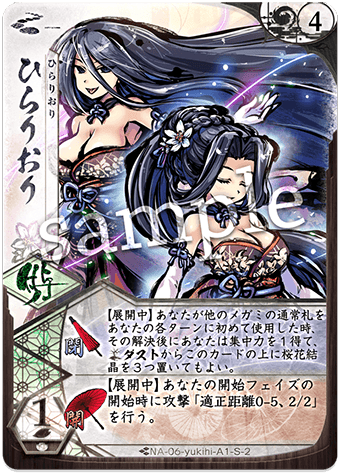 4
ひらりおり
ひらりおり
sample
付与
閉
【展開中】あなたが他のメガミの通常札を
あなたの各ターンに初めて使用した時、
その解決後にあなたは集中力を1得て、
ダストからこのカードの上に桜花結
晶を3つ置いてもよい。
開
【展開中】あなたの開始フェイズの
開始時に攻撃『適正距離0-5、2/2』
を行う。
1
NA-06-yukihi-A1-S-2